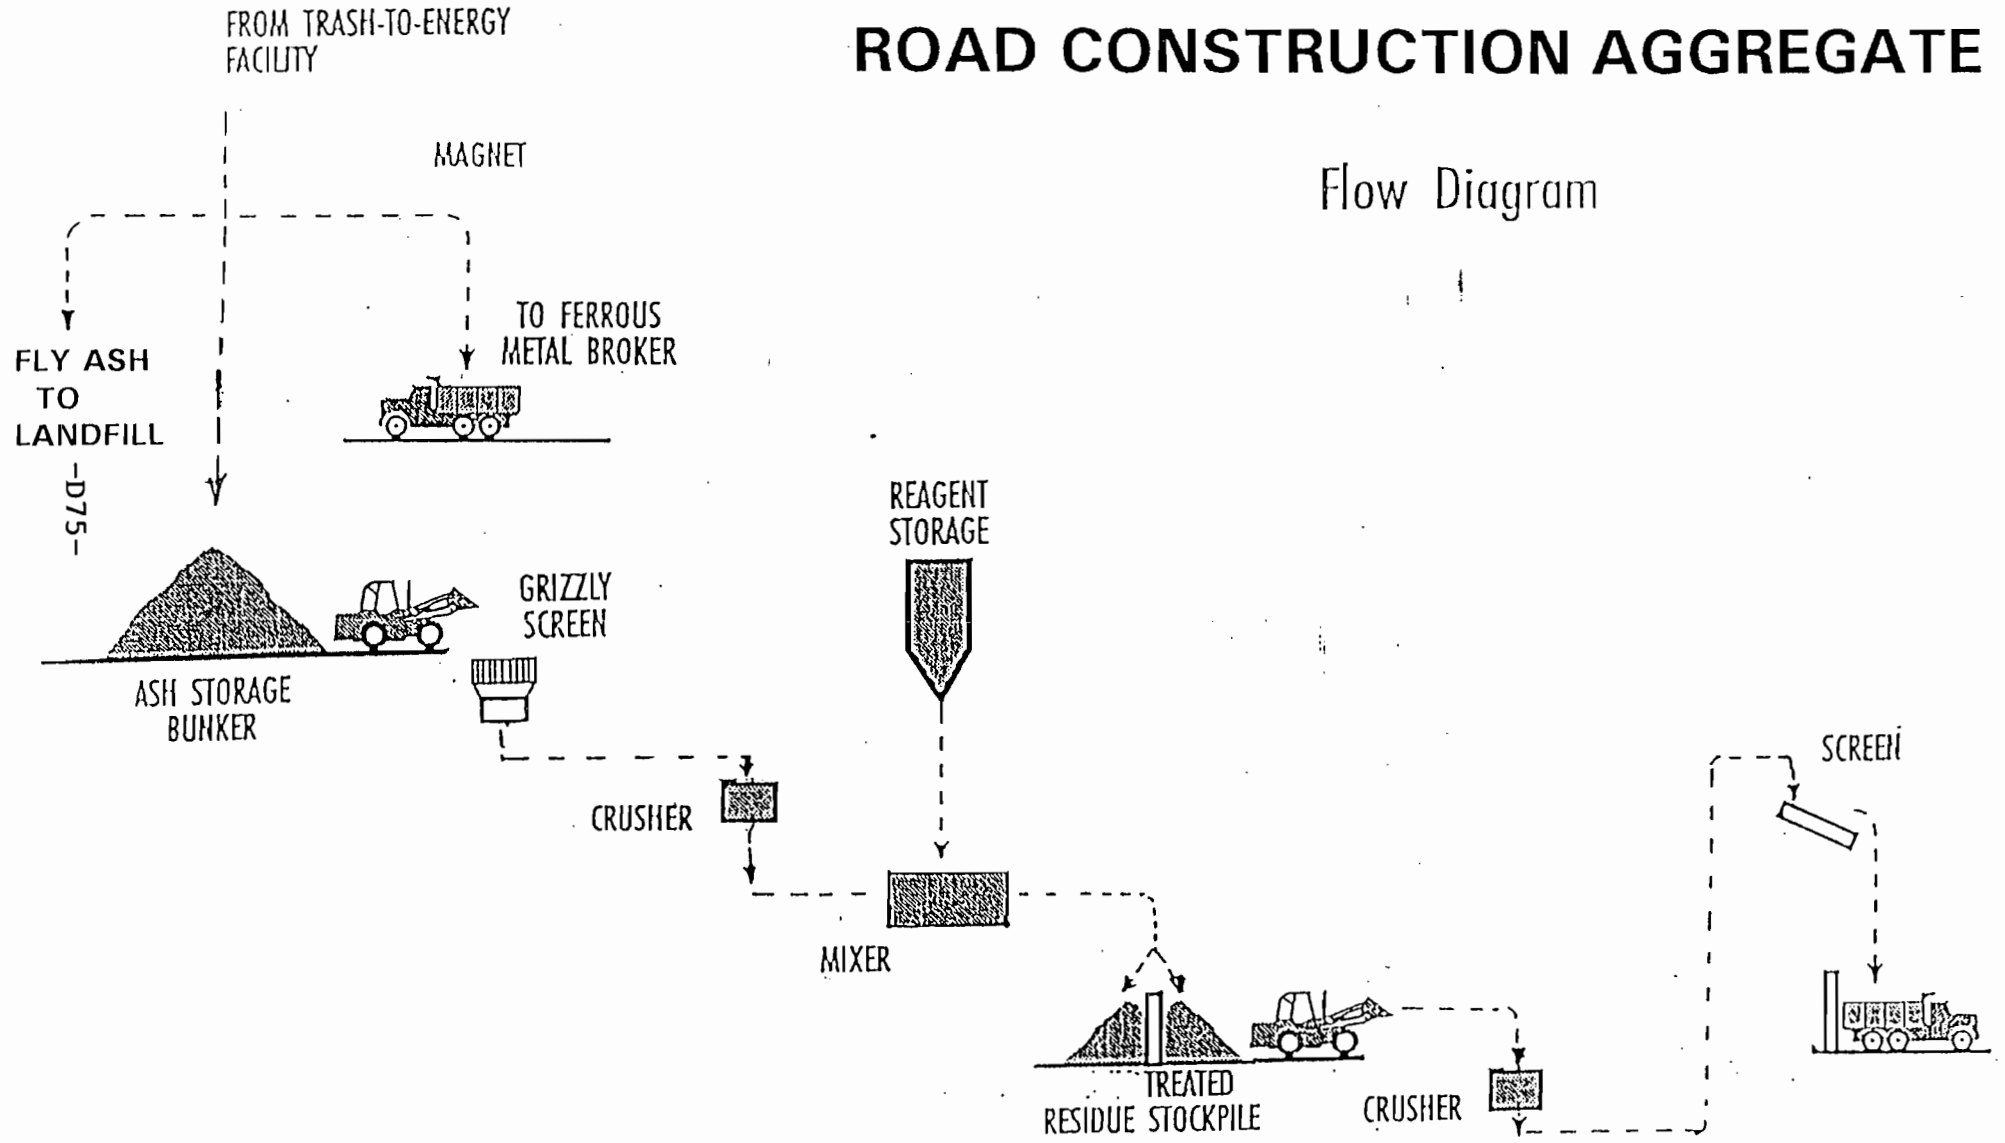 FROM TRASH-TO-ENERGY
FACILITY
ROAD CONSTRUCTION AGGREGATE
Flow Diagram
MAGNET
TO FERROUS
METAL BROKER
FLY ASH
TO
LANDFILL
-D75-
REAGENT
STORAGE
GRIZZLY
SCREEN
ASH STORAGE
BUNKER
CRUSHER
SCREEN
MIXER
TREATED
RESIDUE STOCKPILE
CRUSHER